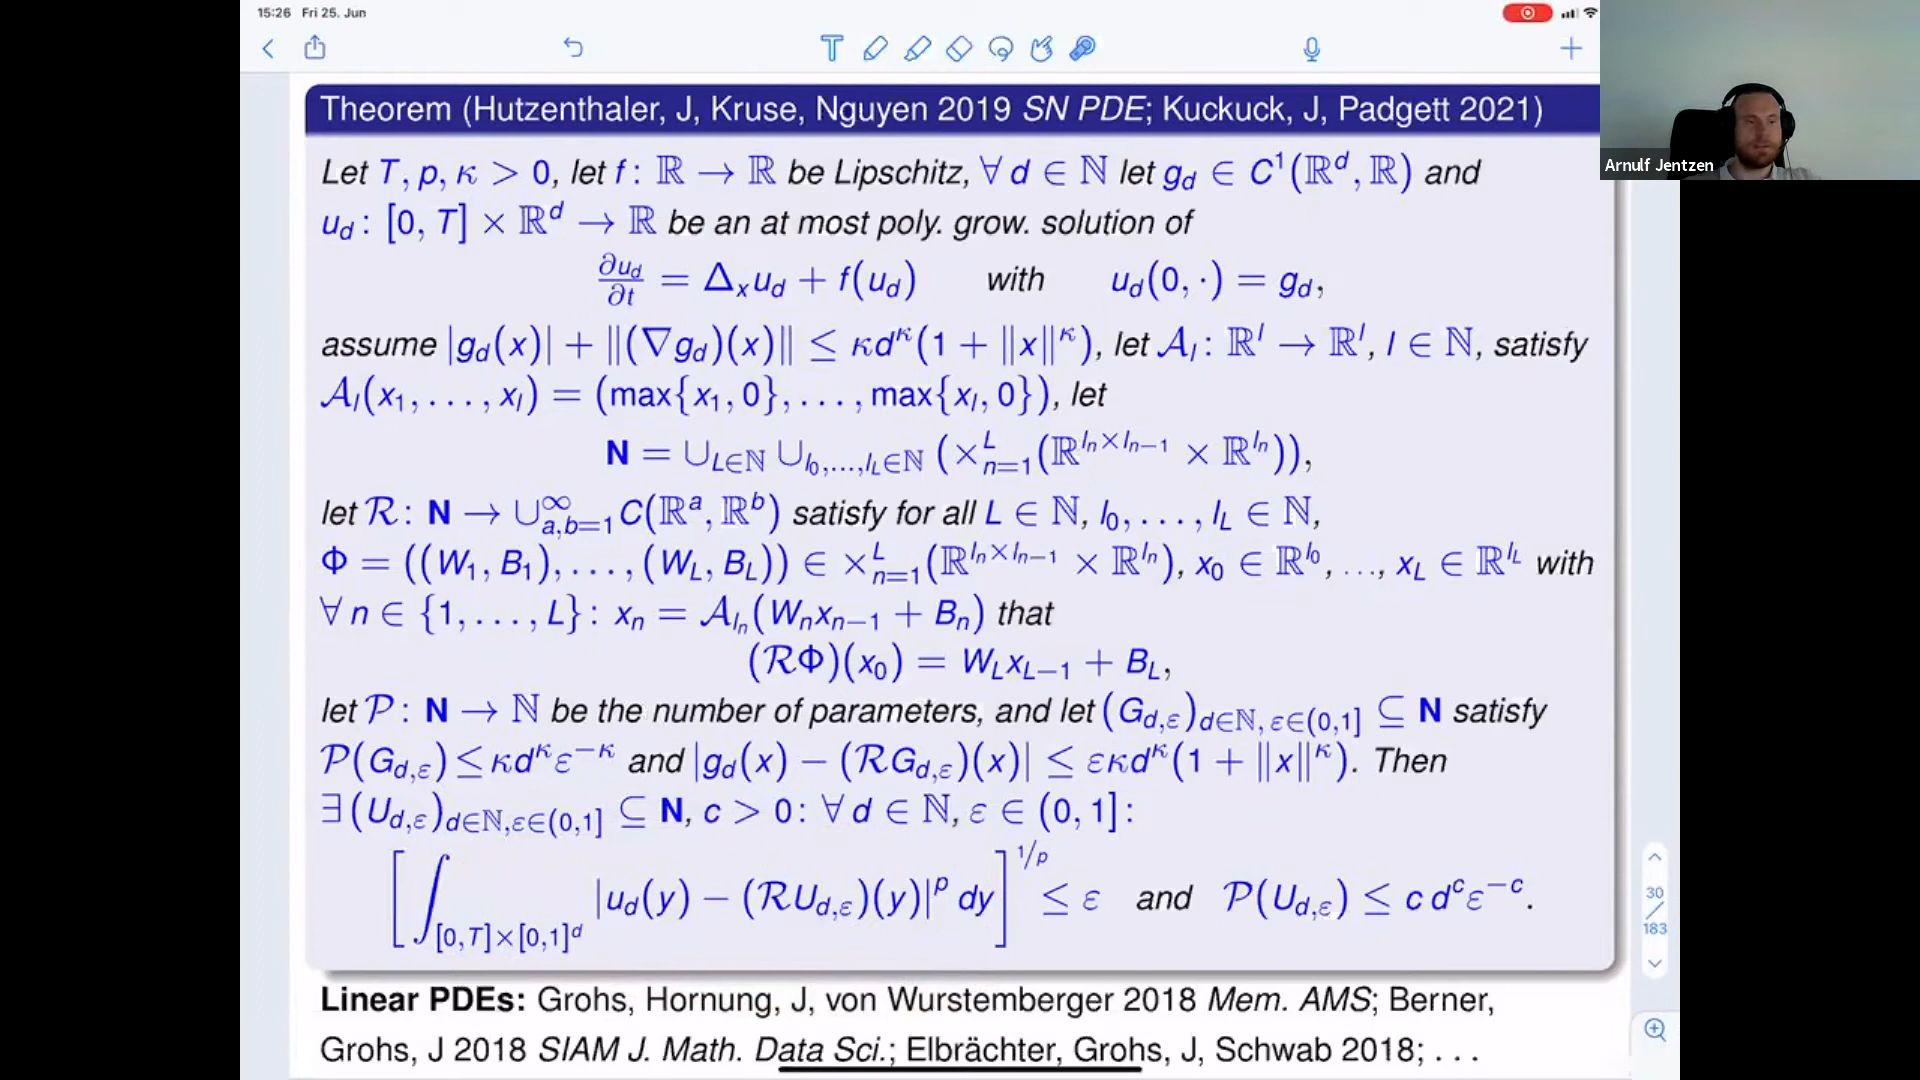 15:26 Fri 25. Jun
Theorem (Hutzenthaler, J, Kruse, Nguyen 2019 SN PDE; Kuckuck, J, Padgett 2021)
Arnulf Jentzen
Let T, p, κ > 0, let f : ℝ → ℝ be Lipschitz, ∀ d ∈ ℕ let g_d ∈ C¹(ℝ^d, ℝ) and
u_d : [0, T] × ℝ^d → ℝ be an at most poly. grow. solution of
∂u_d/∂t = Δ_x u_d + f(u_d) with u_d(0, ·) = g_d,
assume |g_d(x)| + ‖(∇g_d)(x)‖ ≤ κd^κ(1 + ‖x‖^κ), let 𝒜_l : ℝ^l → ℝ^l, l ∈ ℕ, satisfy
𝒜_l(x_1, . . . , x_l) = (max{x_1, 0}, . . . , max{x_l, 0}), let
N = ∪_{L∈ℕ} ∪_{l_0,...,l_L∈ℕ} (×_{n=1}^L (ℝ^{l_n×l_{n−1}} × ℝ^{l_n})),
let ℛ : N → ∪_{a,b=1}^∞ C(ℝ^a, ℝ^b) satisfy for all L ∈ ℕ, l_0, . . . , l_L ∈ ℕ,
Φ = ((W_1, B_1), . . . , (W_L, B_L)) ∈ ×_{n=1}^L (ℝ^{l_n×l_{n−1}} × ℝ^{l_n}), x_0 ∈ ℝ^{l_0}, . . ., x_L ∈ ℝ^{l_L} with
∀ n ∈ {1, . . . , L} : x_n = 𝒜_{l_n}(W_n x_{n−1} + B_n) that
(ℛΦ)(x_0) = W_L x_{L−1} + B_L,
let 𝒫 : N → ℕ be the number of parameters, and let (G_{d,ε})_{d∈ℕ, ε∈(0,1]} ⊆ N satisfy
𝒫(G_{d,ε}) ≤ κd^κ ε^{−κ} and |g_d(x) − (ℛG_{d,ε})(x)| ≤ εκd^κ(1 + ‖x‖^κ). Then
∃ (U_{d,ε})_{d∈ℕ,ε∈(0,1]} ⊆ N, c > 0 : ∀ d ∈ ℕ, ε ∈ (0, 1] :
[∫_{[0,T]×[0,1]^d} |u_d(y) − (ℛU_{d,ε})(y)|^p dy]^{1/p} ≤ ε and 𝒫(U_{d,ε}) ≤ c d^c ε^{−c}.
30
183
Linear PDEs: Grohs, Hornung, J, von Wurstemberger 2018 Mem. AMS; Berner,
Grohs, J 2018 SIAM J. Math. Data Sci.; Elbrächter, Grohs, J, Schwab 2018; . . .